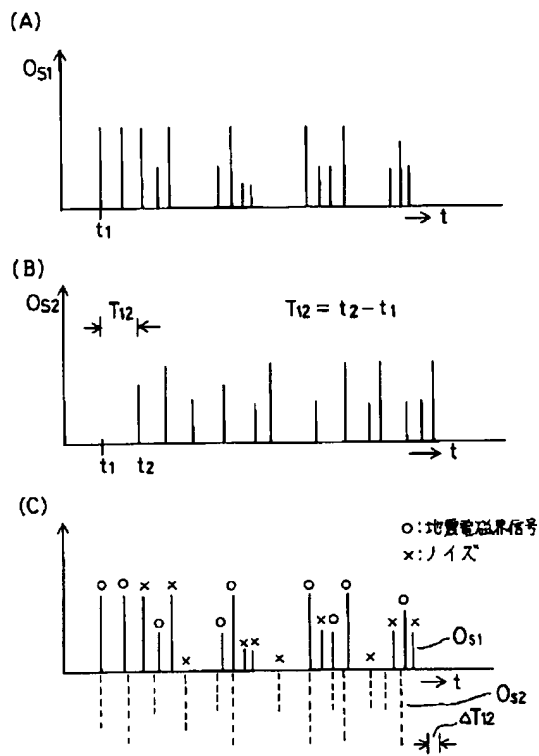 (A)
Os1
t1
t
(B)
Os2
T12
T12 = t2 - t1
t1
t2
t
(C)
○:地震電磁界信号
×:ノイズ
Os1
t
Os2
ΔT12